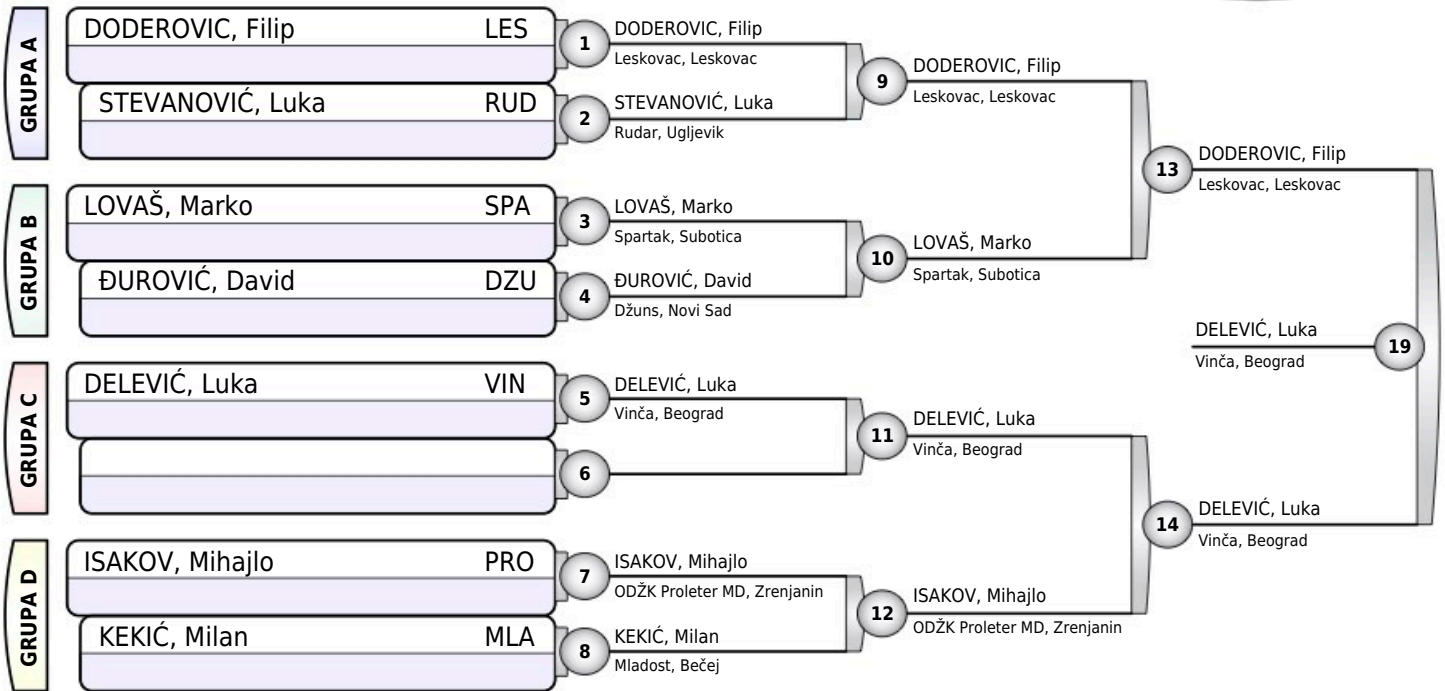 GRUPA A
DODEROVIC, Filip LES
STEVANOVIĆ, Luka RUD
GRUPA B
LOVAŠ, Marko SPA
ĐUROVIĆ, David DZU
GRUPA C
DELEVIĆ, Luka VIN
GRUPA D
ISAKOV, Mihajlo PRO
KEKIĆ, Milan MLA
1
DODEROVIC, Filip
Leskovac, Leskovac
2
STEVANOVIĆ, Luka
Rudar, Ugljevik
3
LOVAŠ, Marko
Spartak, Subotica
4
ĐUROVIĆ, David
Džuns, Novi Sad
5
DELEVIĆ, Luka
Vinča, Beograd
6
7
ISAKOV, Mihajlo
ODŽK Proleter MD, Zrenjanin
8
KEKIĆ, Milan
Mladost, Bečej
9
DODEROVIC, Filip
Leskovac, Leskovac
10
LOVAŠ, Marko
Spartak, Subotica
11
DELEVIĆ, Luka
Vinča, Beograd
12
ISAKOV, Mihajlo
ODŽK Proleter MD, Zrenjanin
13
DODEROVIC, Filip
Leskovac, Leskovac
14
DELEVIĆ, Luka
Vinča, Beograd
DELEVIĆ, Luka
Vinča, Beograd
19